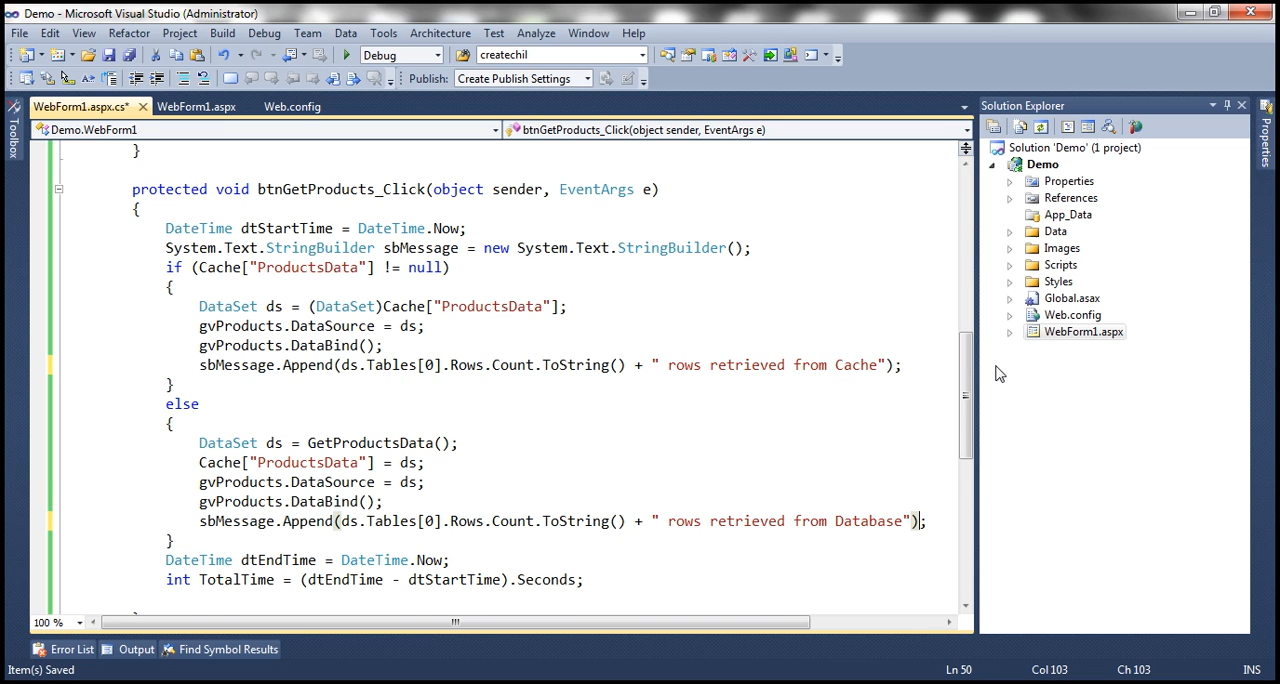 Demo - Microsoft Visual Studio (Administrator)
File Edit View Refactor Project Build Debug Team Data Tools Architecture Test Analyze Window Help
Debug createchil
Publish: Create Publish Settings
WebForm1.aspx.cs* WebForm1.aspx Web.config
Demo.WebForm1 btnGetProducts_Click(object sender, EventArgs e)
Toolbox
}
protected void btnGetProducts_Click(object sender, EventArgs e)
{
DateTime dtStartTime = DateTime.Now;
System.Text.StringBuilder sbMessage = new System.Text.StringBuilder();
if (Cache["ProductsData"] != null)
{
DataSet ds = (DataSet)Cache["ProductsData"];
gvProducts.DataSource = ds;
gvProducts.DataBind();
sbMessage.Append(ds.Tables[0].Rows.Count.ToString() + " rows retrieved from Cache");
}
else
{
DataSet ds = GetProductsData();
Cache["ProductsData"] = ds;
gvProducts.DataSource = ds;
gvProducts.DataBind();
sbMessage.Append(ds.Tables[0].Rows.Count.ToString() + " rows retrieved from Database");
}
DateTime dtEndTime = DateTime.Now;
int TotalTime = (dtEndTime - dtStartTime).Seconds;
100 %
Solution Explorer
Solution 'Demo' (1 project)
Demo
Properties
References
App_Data
Data
Images
Scripts
Styles
Global.asax
Web.config
WebForm1.aspx
Properties
Error List Output Find Symbol Results
Item(s) Saved Ln 50 Col 103 Ch 103 INS